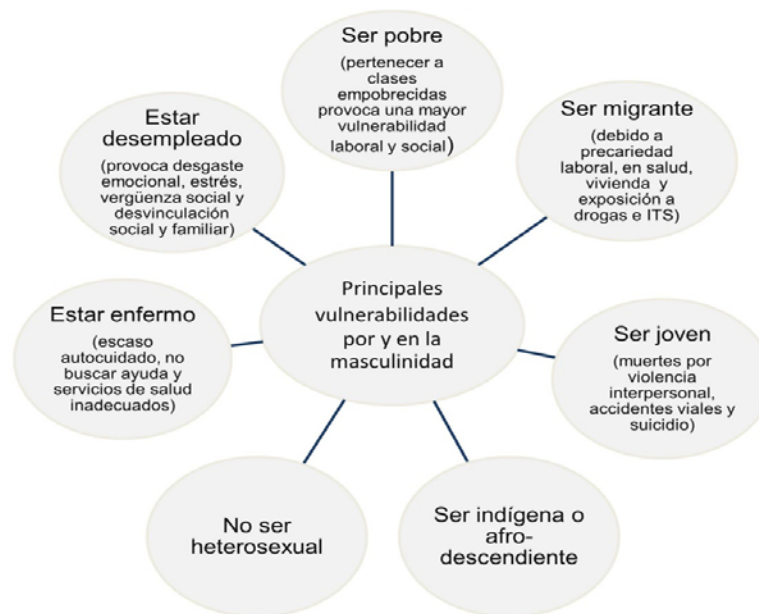 Ser pobre
(pertenecer a
clases
empobrecidas
provoca una mayor
vulnerabilidad
laboral y social)
Ser migrante
(debido a
precariedad
laboral, en salud,
vivienda y
exposición a
drogas e ITS)
Ser joven
(muertes por
violencia
interpersonal,
accidentes viales y
suicidio)
Ser indígena o
afro-
descendiente
No ser
heterosexual
Estar enfermo
(escaso
autocuidado, no
buscar ayuda y
servicios de salud
inadecuados)
Estar
desempleado
(provoca desgaste
emocional, estrés,
vergüenza social y
desvinculación
social y familiar)
Principales
vulnerabilidades
por y en la
masculinidad